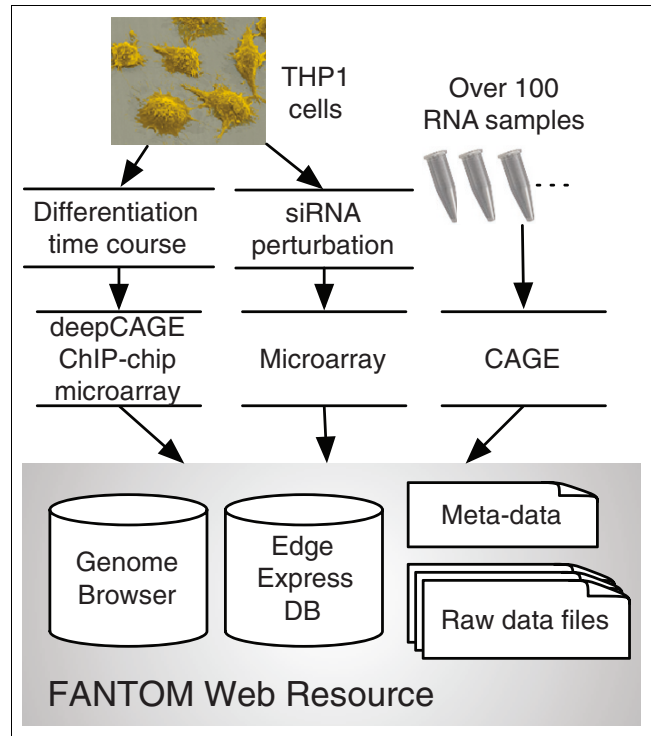 THP1
cells
Over 100
RNA samples
Differentiation
time course
siRNA
perturbation
deepCAGE
ChIP-chip
microarray
Microarray
CAGE
Genome
Browser
Edge
Express
DB
Meta-data
Raw data files
FANTOM Web Resource